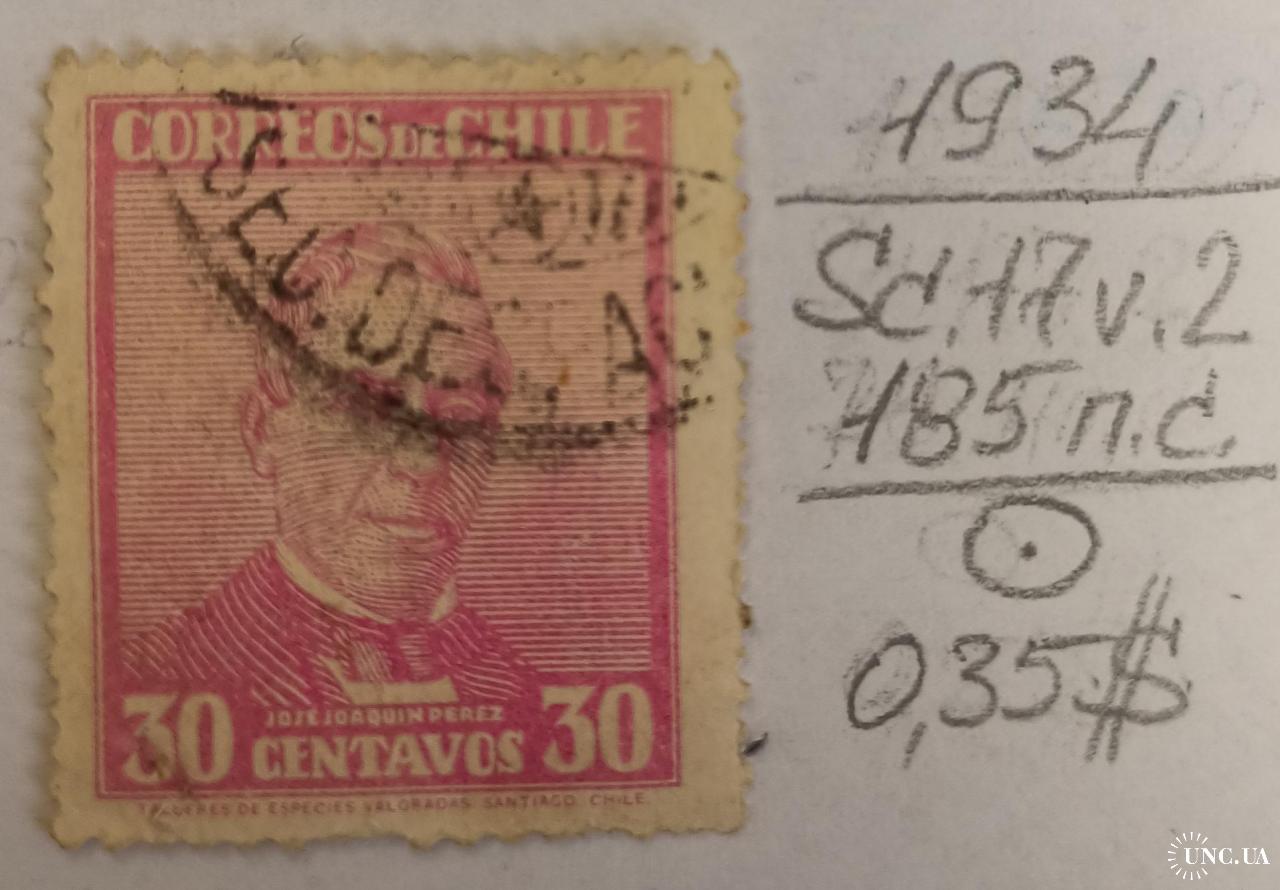 CORREOS DE CHILE
30 JOSE JOAQUIN PEREZ 30
CENTAVOS
TALLERES DE ESPECIES VALORADAS. SANTIAGO. CHILE.
1934
Sc. 17 v. 2
185 п.с.
0,35 $
UNC.UA